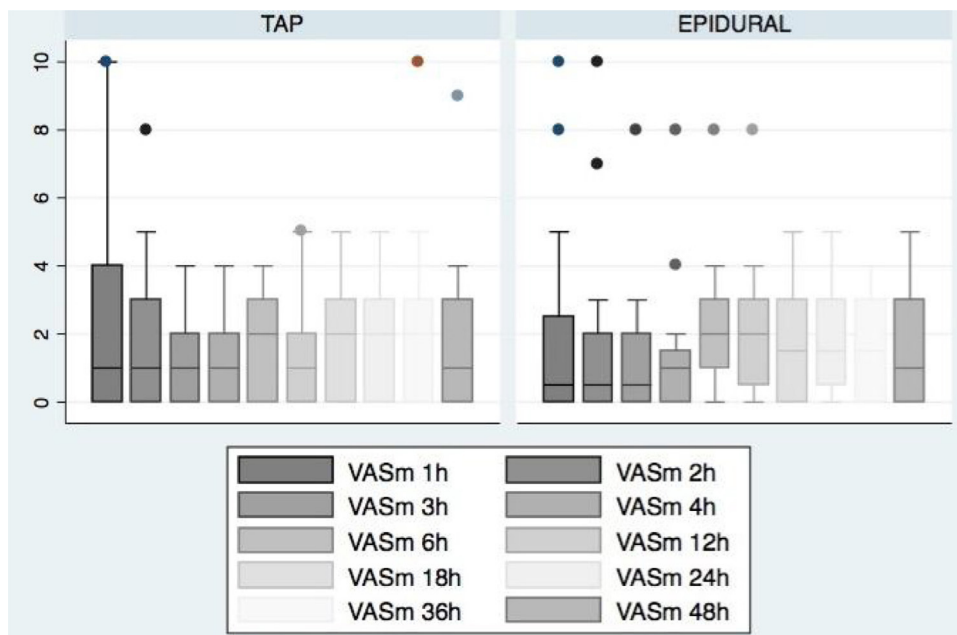 TAP EPIDURAL
10
8
6
4
2
0
VASm 1h VASm 2h
VASm 3h VASm 4h
VASm 6h VASm 12h
VASm 18h VASm 24h
VASm 36h VASm 48h